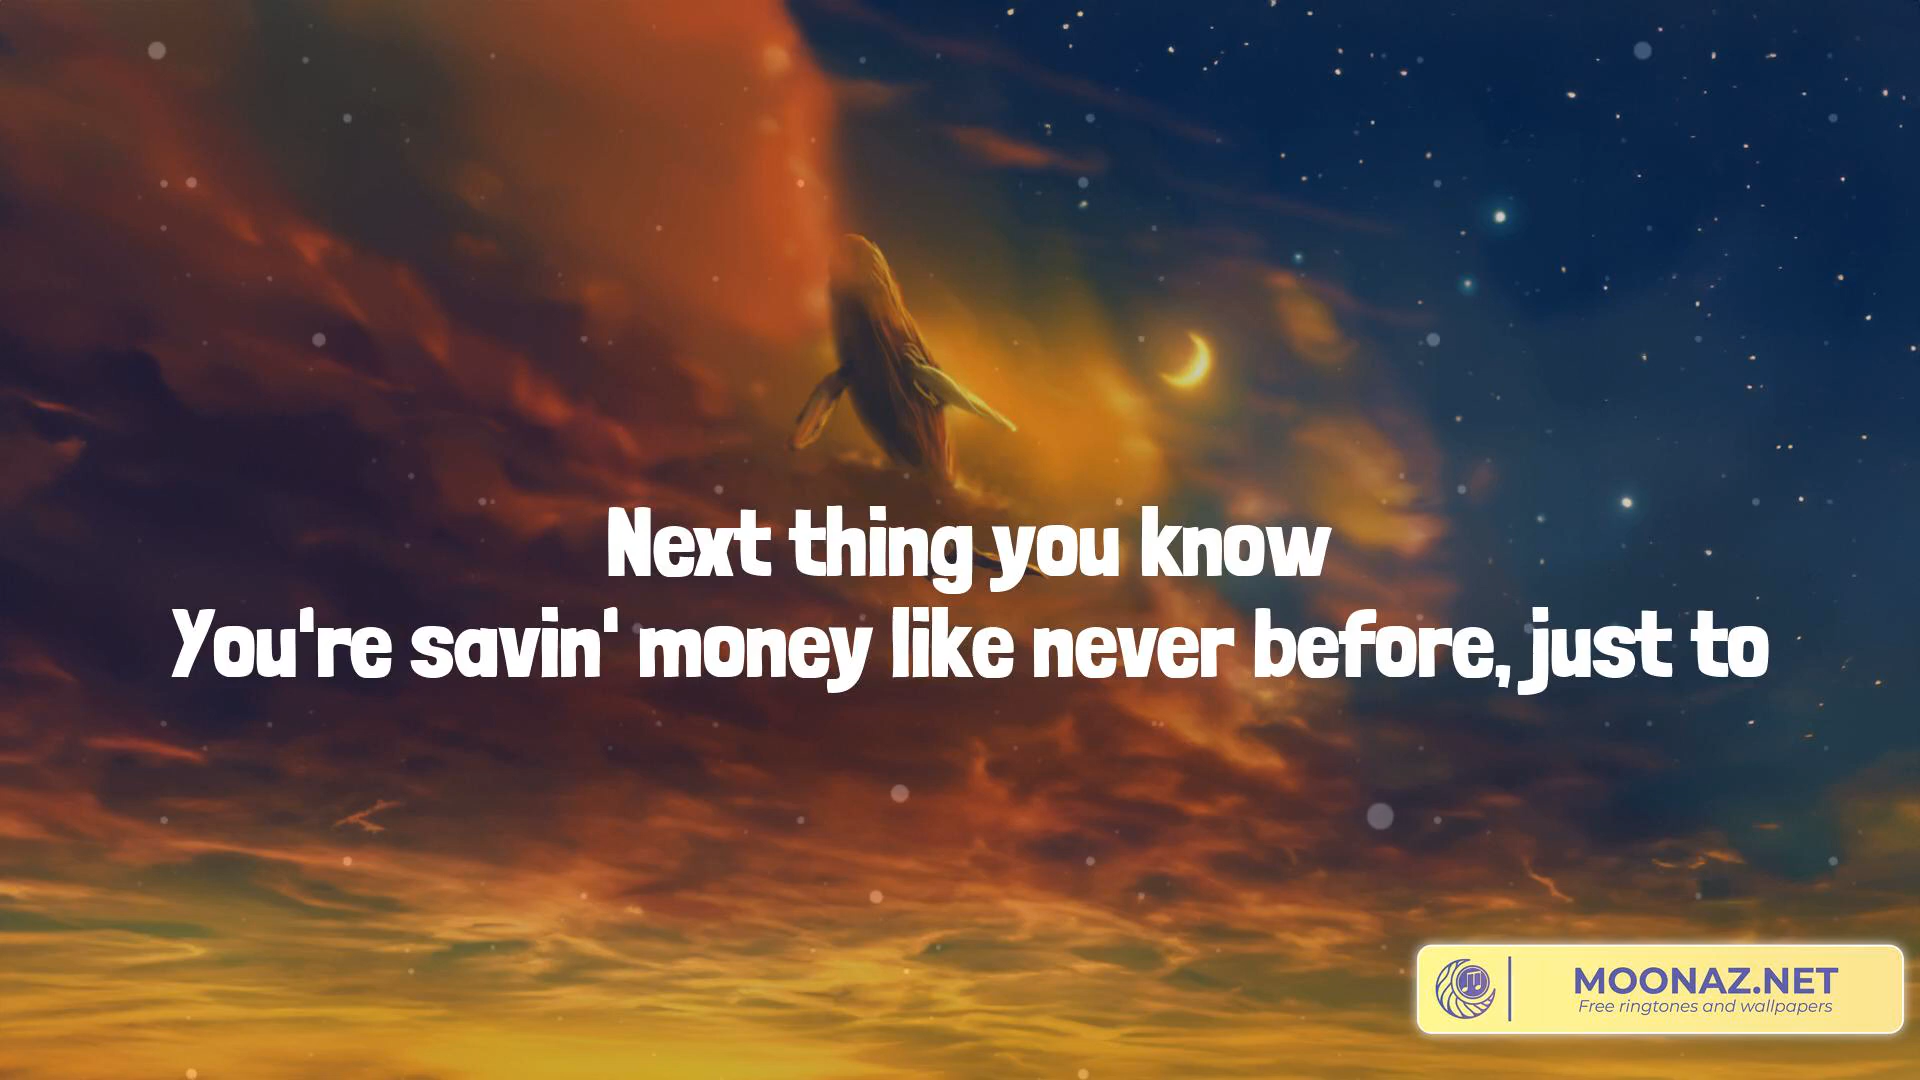 Next thing you know
You're savin' money like never before, just to
MOONAZ.NET
Free ringtones and wallpapers